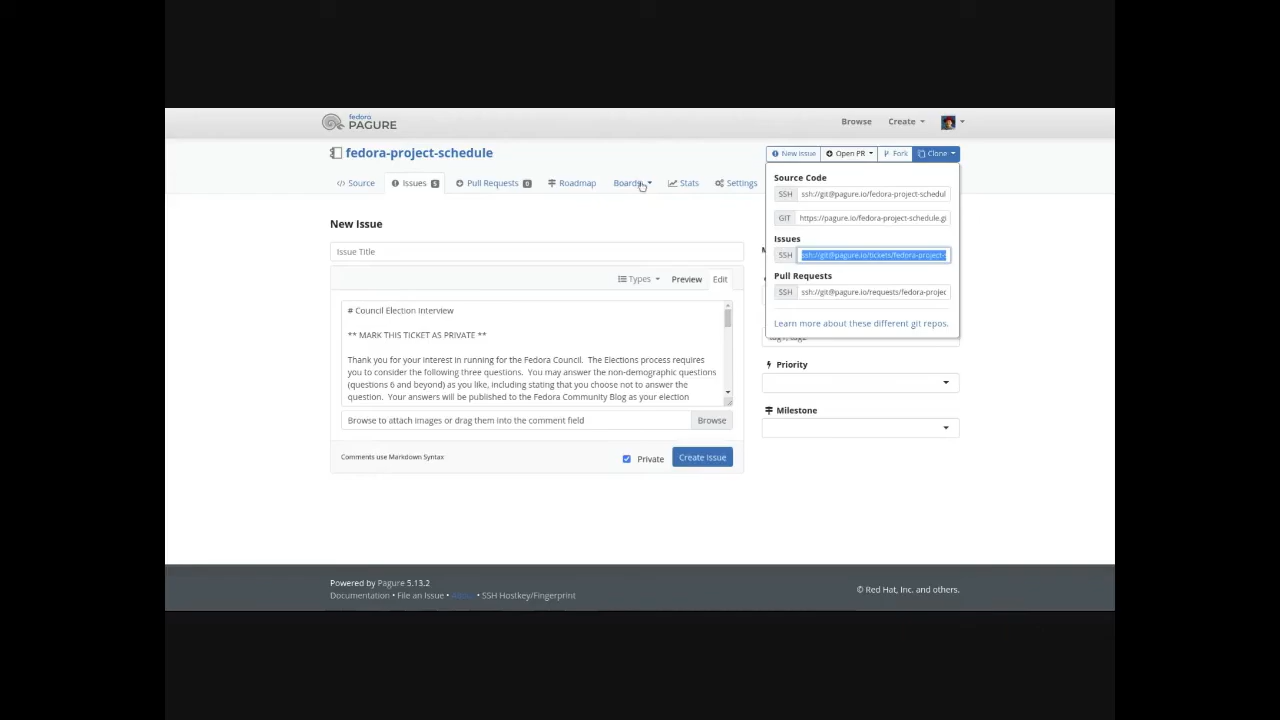 fedora
PAGURE
Browse
Create
fedora-project-schedule
New Issue
Open PR
Fork
Clone
Source
Issues 5
Pull Requests 0
Roadmap
Boards
Stats
Settings
Source Code
SSH ssh://git@pagure.io/fedora-project-schedul
GIT https://pagure.io/fedora-project-schedule.gi
Issues
SSH ssh://git@pagure.io/tickets/fedora-project-s
Pull Requests
SSH ssh://git@pagure.io/requests/fedora-projec
Learn more about these different git repos.
New Issue
Issue Title
Types
Preview
Edit
# Council Election Interview
** MARK THIS TICKET AS PRIVATE **
Thank you for your interest in running for the Fedora Council. The Elections process requires
you to consider the following three questions. You may answer the non-demographic questions
(questions 6 and beyond) as you like, including stating that you choose not to answer the
question. Your answers will be published to the Fedora Community Blog as your election
Browse to attach images or drag them into the comment field
Browse
Comments use Markdown Syntax
Private
Create Issue
Priority
Milestone
Powered by Pagure 5.13.2
Documentation • File an Issue • • SSH Hostkey/Fingerprint
© Red Hat, Inc. and others.